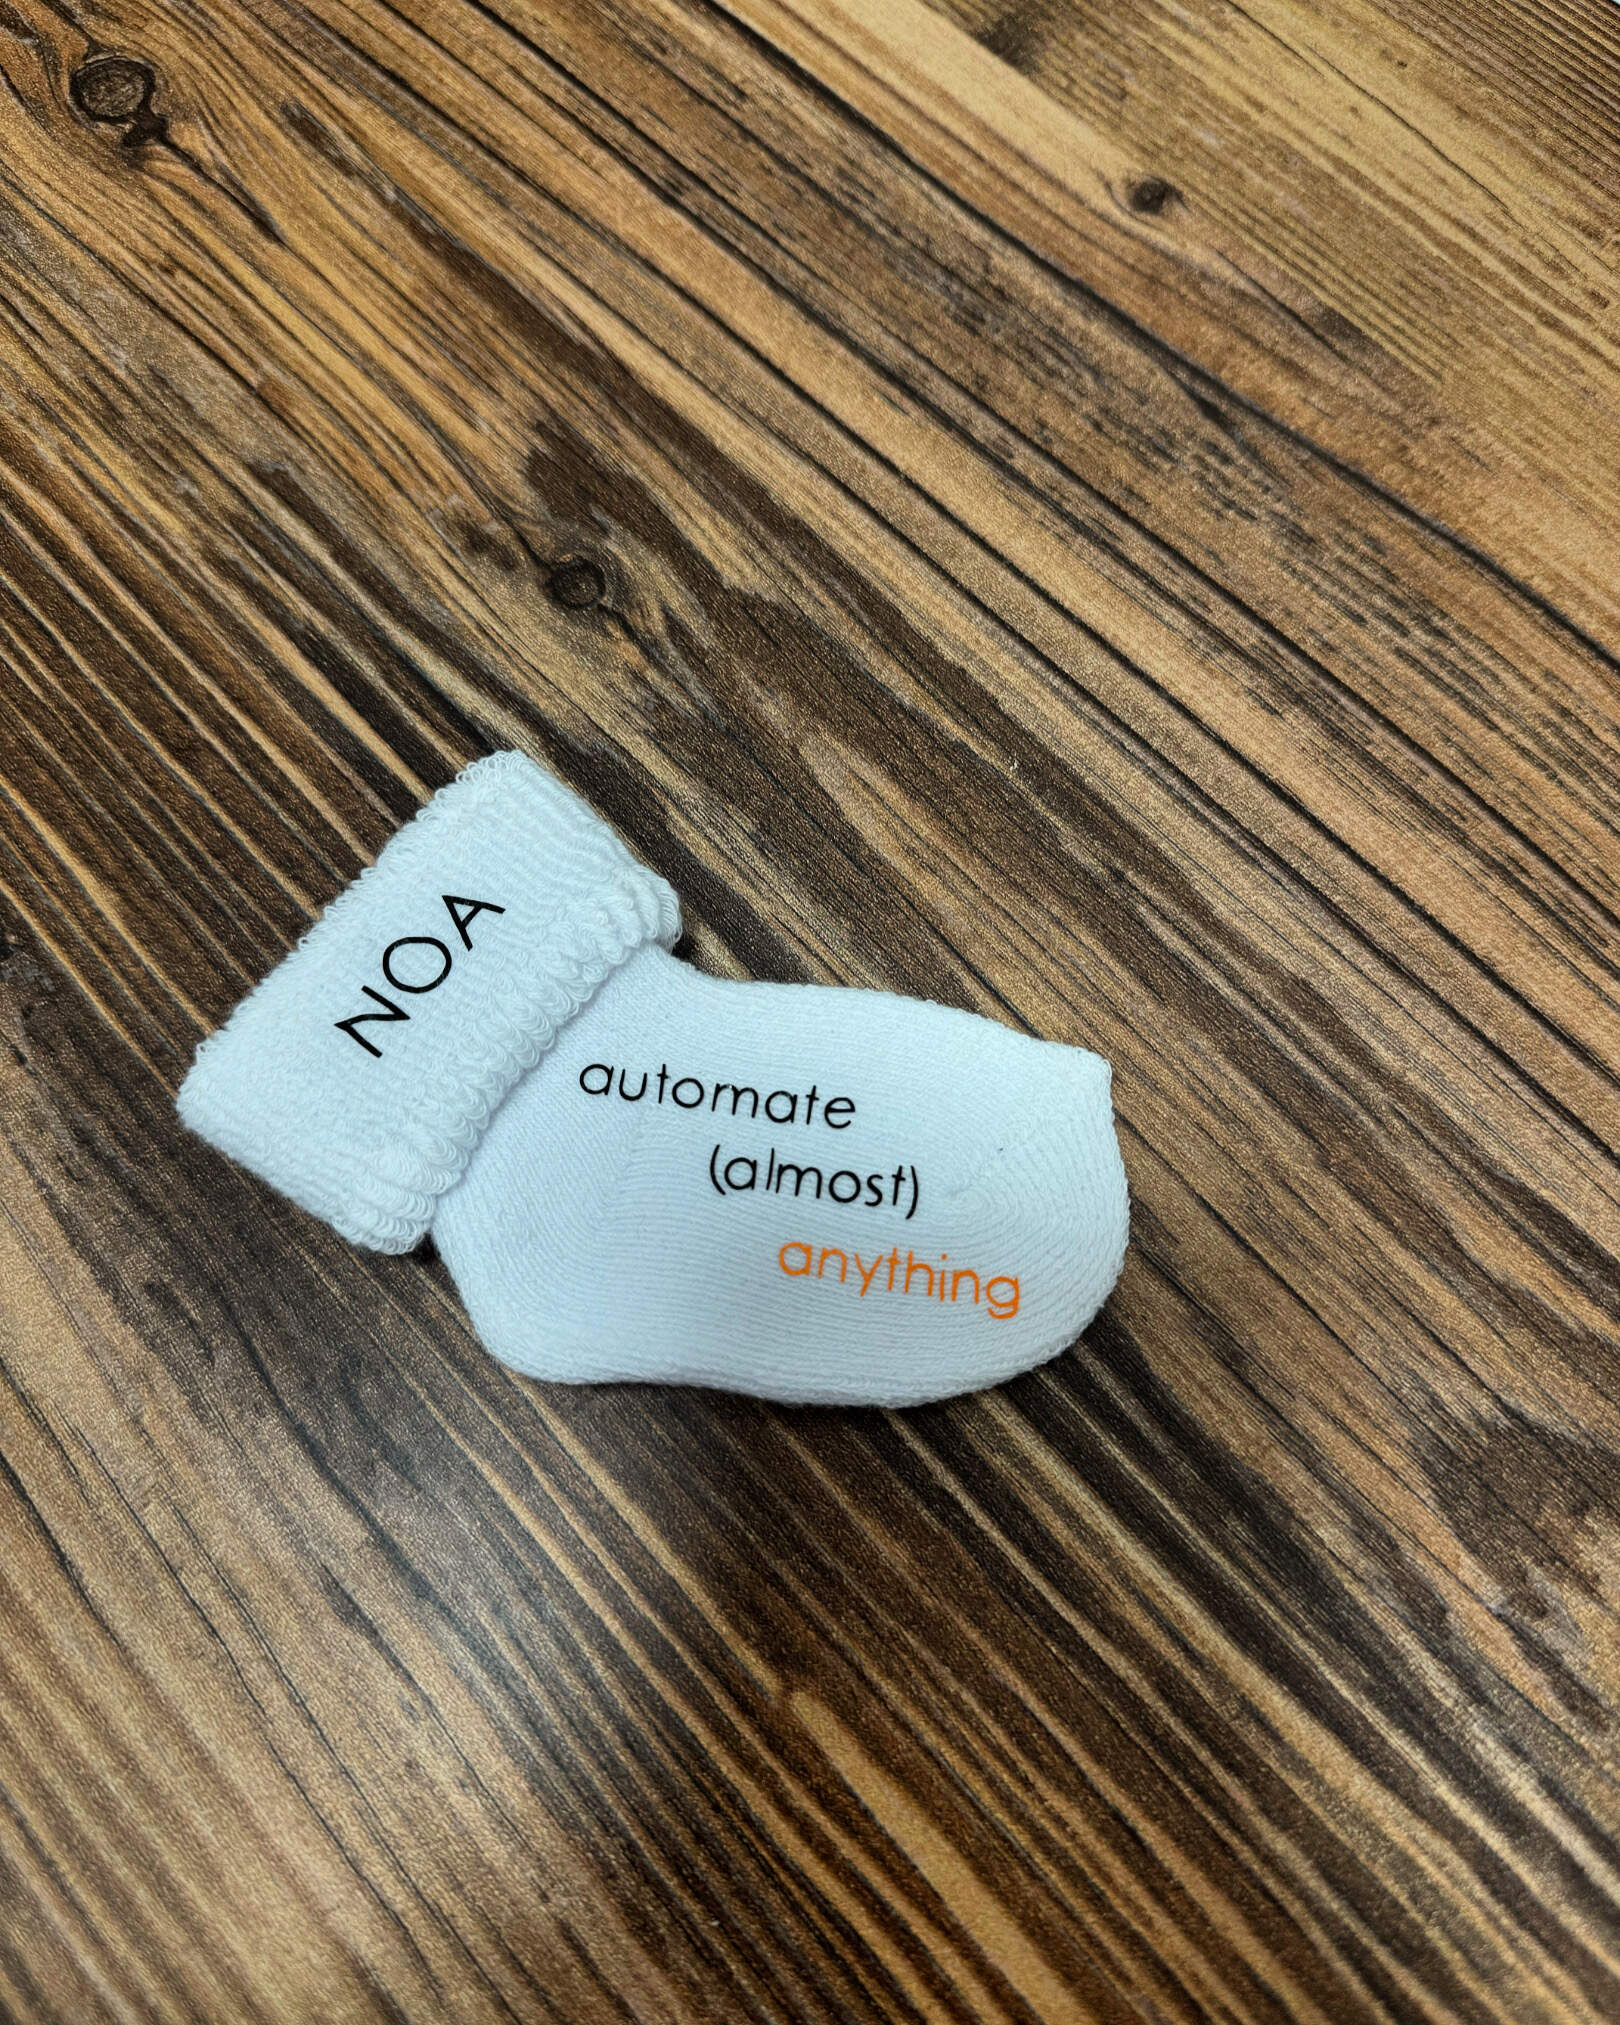 NOA
automate
(almost)
anything